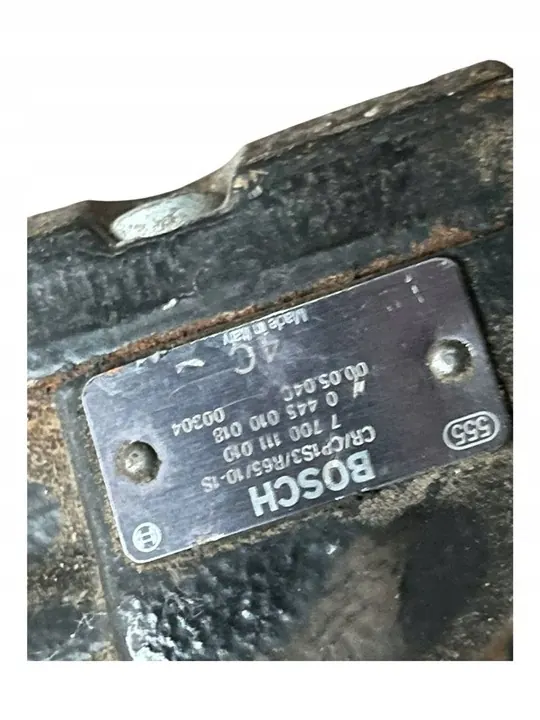 555
BOSCH
CR/CP1S3/R65/10-1S
7 700 111 010
0 445 010 018
00.05.04C
00304
4C
Made in Italy